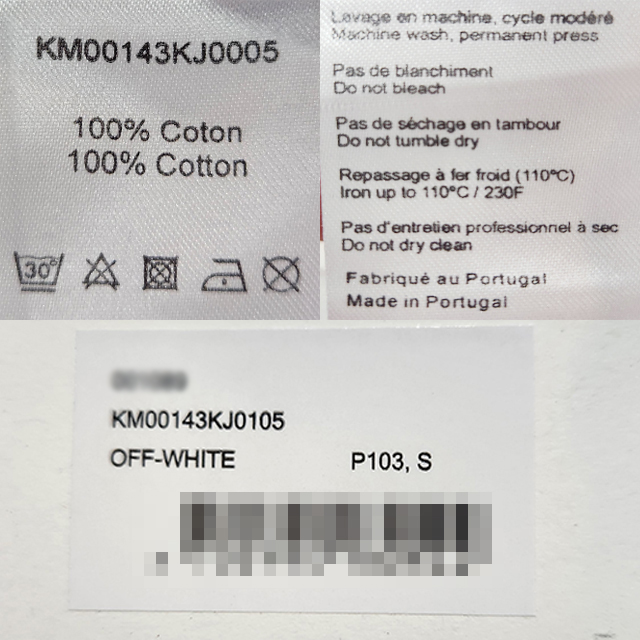 KM00143KJ0005
100% Coton
100% Cotton
30°
Lavage en machine, cycle modéré
Machine wash, permanent press
Pas de blanchiment
Do not bleach
Pas de séchage en tambour
Do not tumble dry
Repassage à fer froid (110°C)
Iron up to 110°C / 230F
Pas d'entretien professionnel à sec
Do not dry clean
Fabriqué au Portugal
Made in Portugal
KM00143KJ0105
OFF-WHITE P103, S